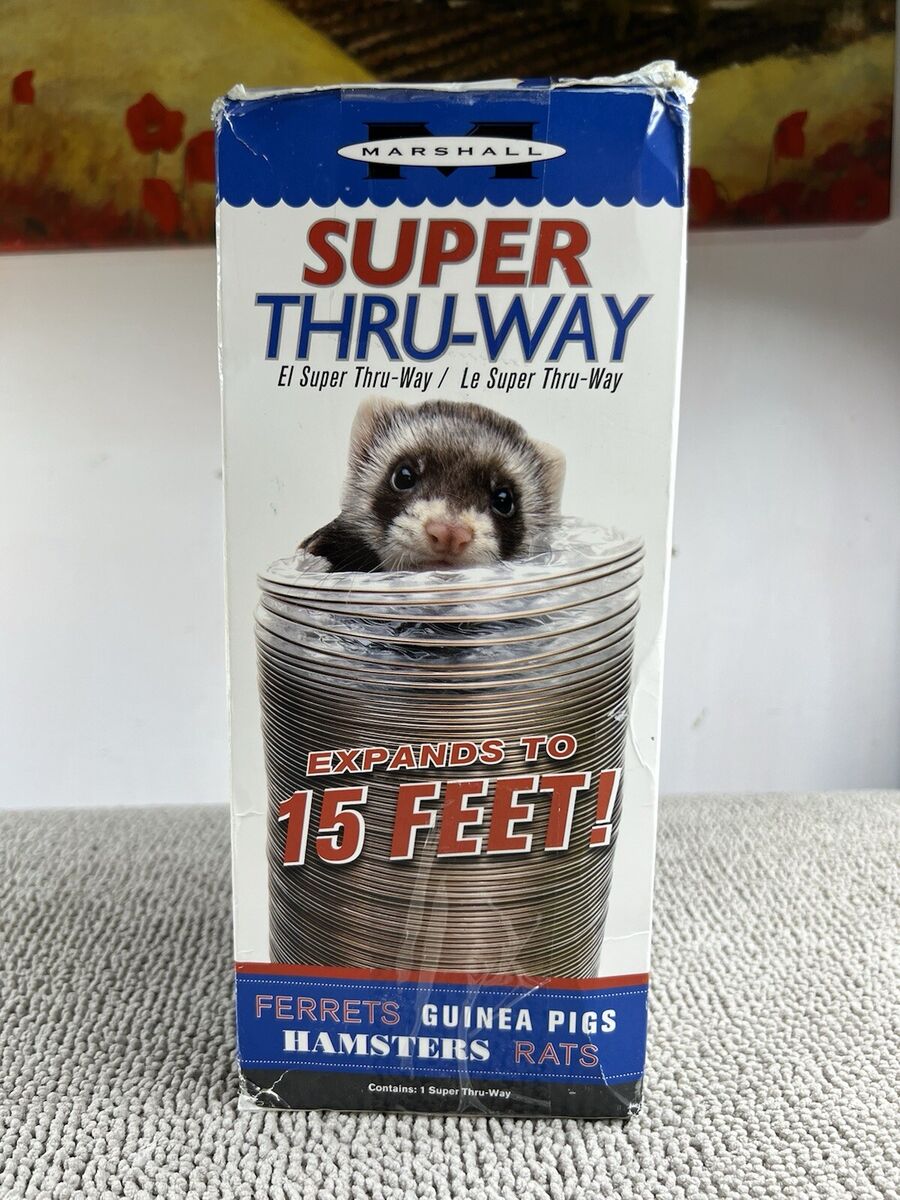 MARSHALL
SUPER
THRU-WAY
El Super Thru-Way / Le Super Thru-Way
EXPANDS TO
15 FEET!
FERRETS GUINEA PIGS
HAMSTERS RATS
Contains: 1 Super Thru-Way